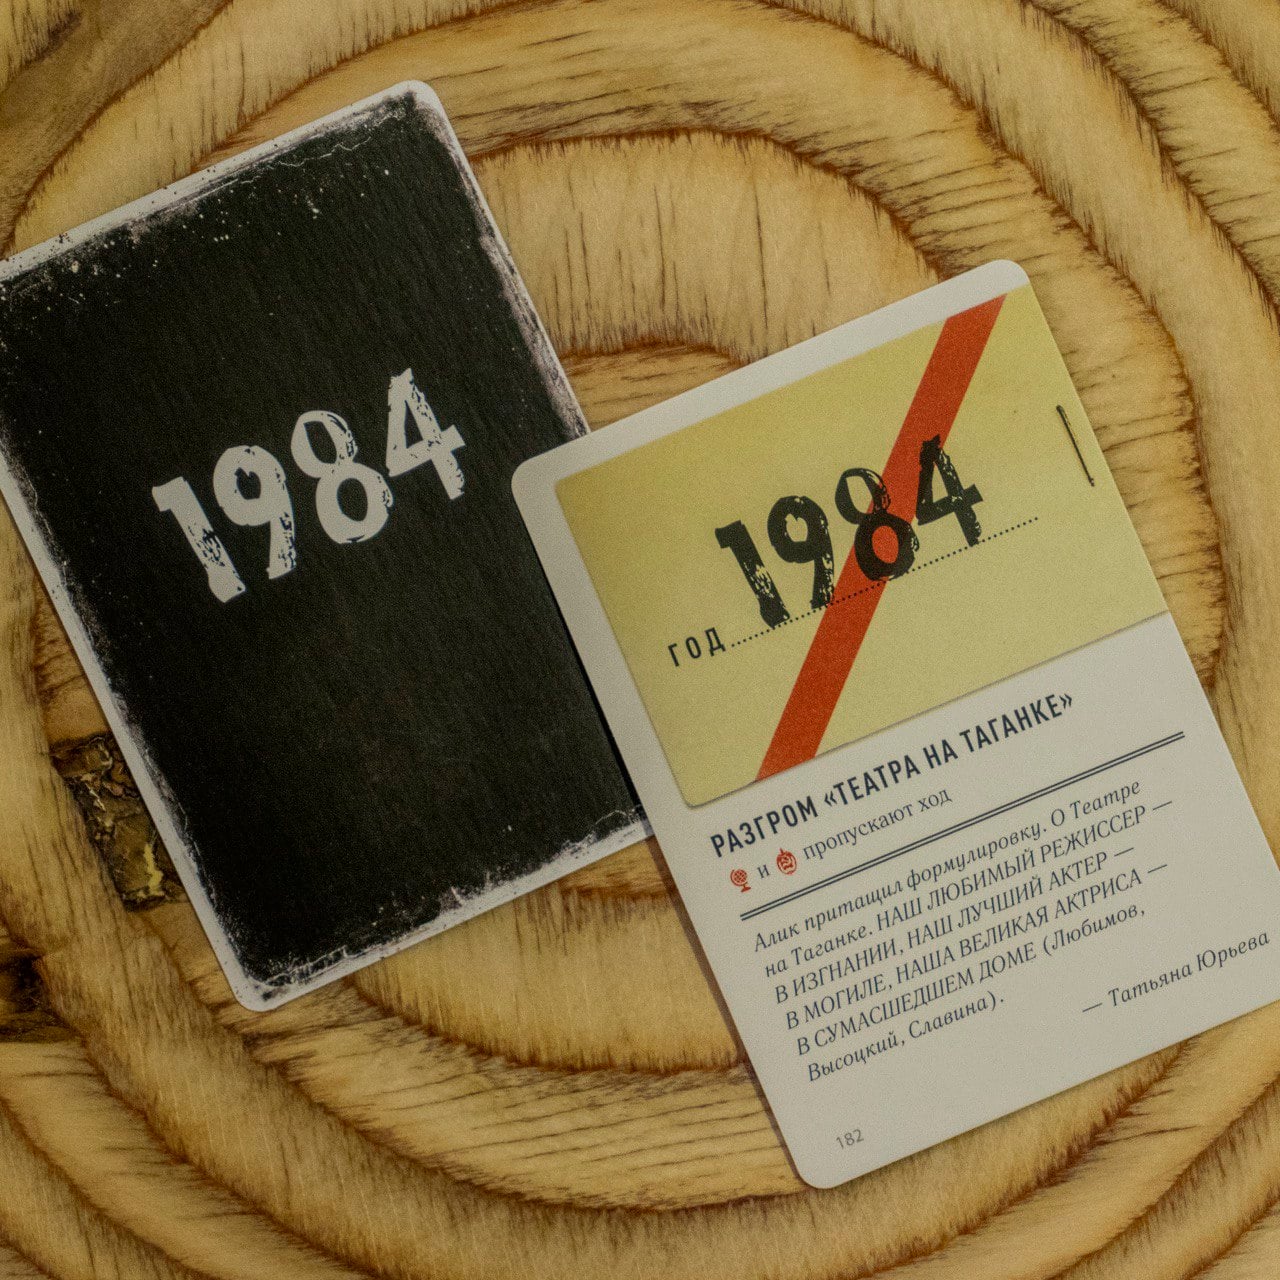 1984
год 1984
РАЗГРОМ «ТЕАТРА НА ТАГАНКЕ»
и пропускают ход
Алик притащил формулировку. О Театре
на Таганке. НАШ ЛЮБИМЫЙ РЕЖИССЕР —
В ИЗГНАНИИ, НАШ ЛУЧШИЙ АКТЕР —
В МОГИЛЕ, НАША ВЕЛИКАЯ АКТРИСА —
В СУМАСШЕДШЕМ ДОМЕ (Любимов,
Высоцкий, Славина).
— Татьяна Юрьева
182